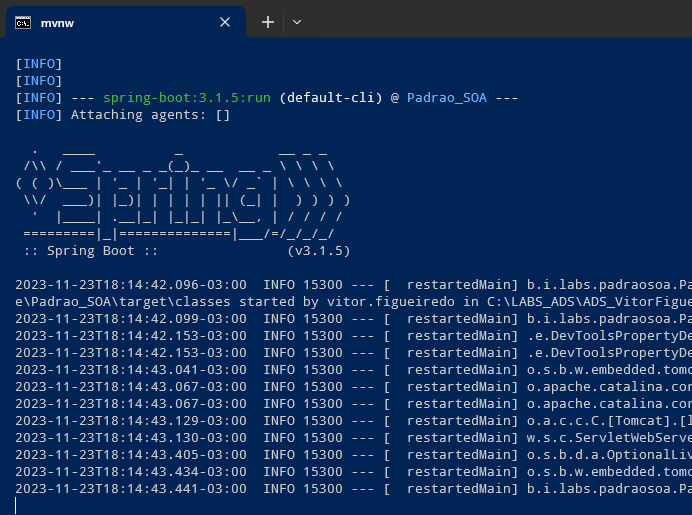 mvnw
[INFO]
[INFO]
[INFO] --- spring-boot:3.1.5:run (default-cli) @ Padrao_SOA ---
[INFO] Attaching agents: []
  .   ____          _            __ _ _
 /\\ / ___'_ __ _ _(_)_ __  __ _ \ \ \ \
( ( )\___ | '_ | '_| | '_ \/ _` | \ \ \ \
 \\/  ___)| |_)| | | | | || (_| |  ) ) ) )
  '  |____| .__|_| |_|_| |_\__, | / / / /
 =========|_|==============|___/=/_/_/_/
 :: Spring Boot ::                (v3.1.5)
2023-11-23T18:14:42.096-03:00  INFO 15300 --- [  restartedMain] b.i.labs.padraosoa.Pa
e\Padrao_SOA\target\classes started by vitor.figueiredo in C:\LABS_ADS\ADS_VitorFigue
2023-11-23T18:14:42.099-03:00  INFO 15300 --- [  restartedMain] b.i.labs.padraosoa.Pa
2023-11-23T18:14:42.153-03:00  INFO 15300 --- [  restartedMain] .e.DevToolsPropertyDe
2023-11-23T18:14:42.153-03:00  INFO 15300 --- [  restartedMain] .e.DevToolsPropertyDe
2023-11-23T18:14:43.041-03:00  INFO 15300 --- [  restartedMain] o.s.b.w.embedded.tomc
2023-11-23T18:14:43.067-03:00  INFO 15300 --- [  restartedMain] o.apache.catalina.cor
2023-11-23T18:14:43.067-03:00  INFO 15300 --- [  restartedMain] o.apache.catalina.cor
2023-11-23T18:14:43.129-03:00  INFO 15300 --- [  restartedMain] o.a.c.c.C.[Tomcat].[l
2023-11-23T18:14:43.130-03:00  INFO 15300 --- [  restartedMain] w.s.c.ServletWebServe
2023-11-23T18:14:43.405-03:00  INFO 15300 --- [  restartedMain] o.s.b.d.a.OptionalLiv
2023-11-23T18:14:43.434-03:00  INFO 15300 --- [  restartedMain] o.s.b.w.embedded.tomc
2023-11-23T18:14:43.441-03:00  INFO 15300 --- [  restartedMain] b.i.labs.padraosoa.Pa